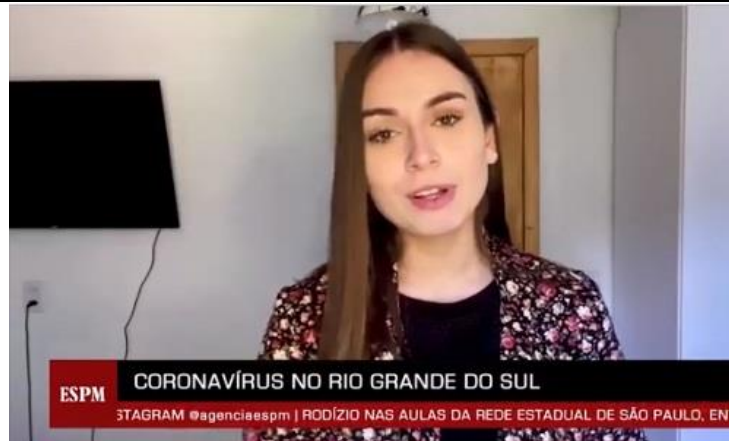 CORONAVÍRUS NO RIO GRANDE DO SUL
ESPM
STAGRAM @agenciaespm | RODÍZIO NAS AULAS DA REDE ESTADUAL DE SÃO PAULO, EN